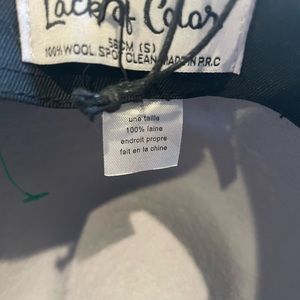 Lack of Color
56CM (S)
100% WOOL. SPOT CLEAN. MADE IN P.R.C
une taille
100% laine
endroit propre
fait en la chine